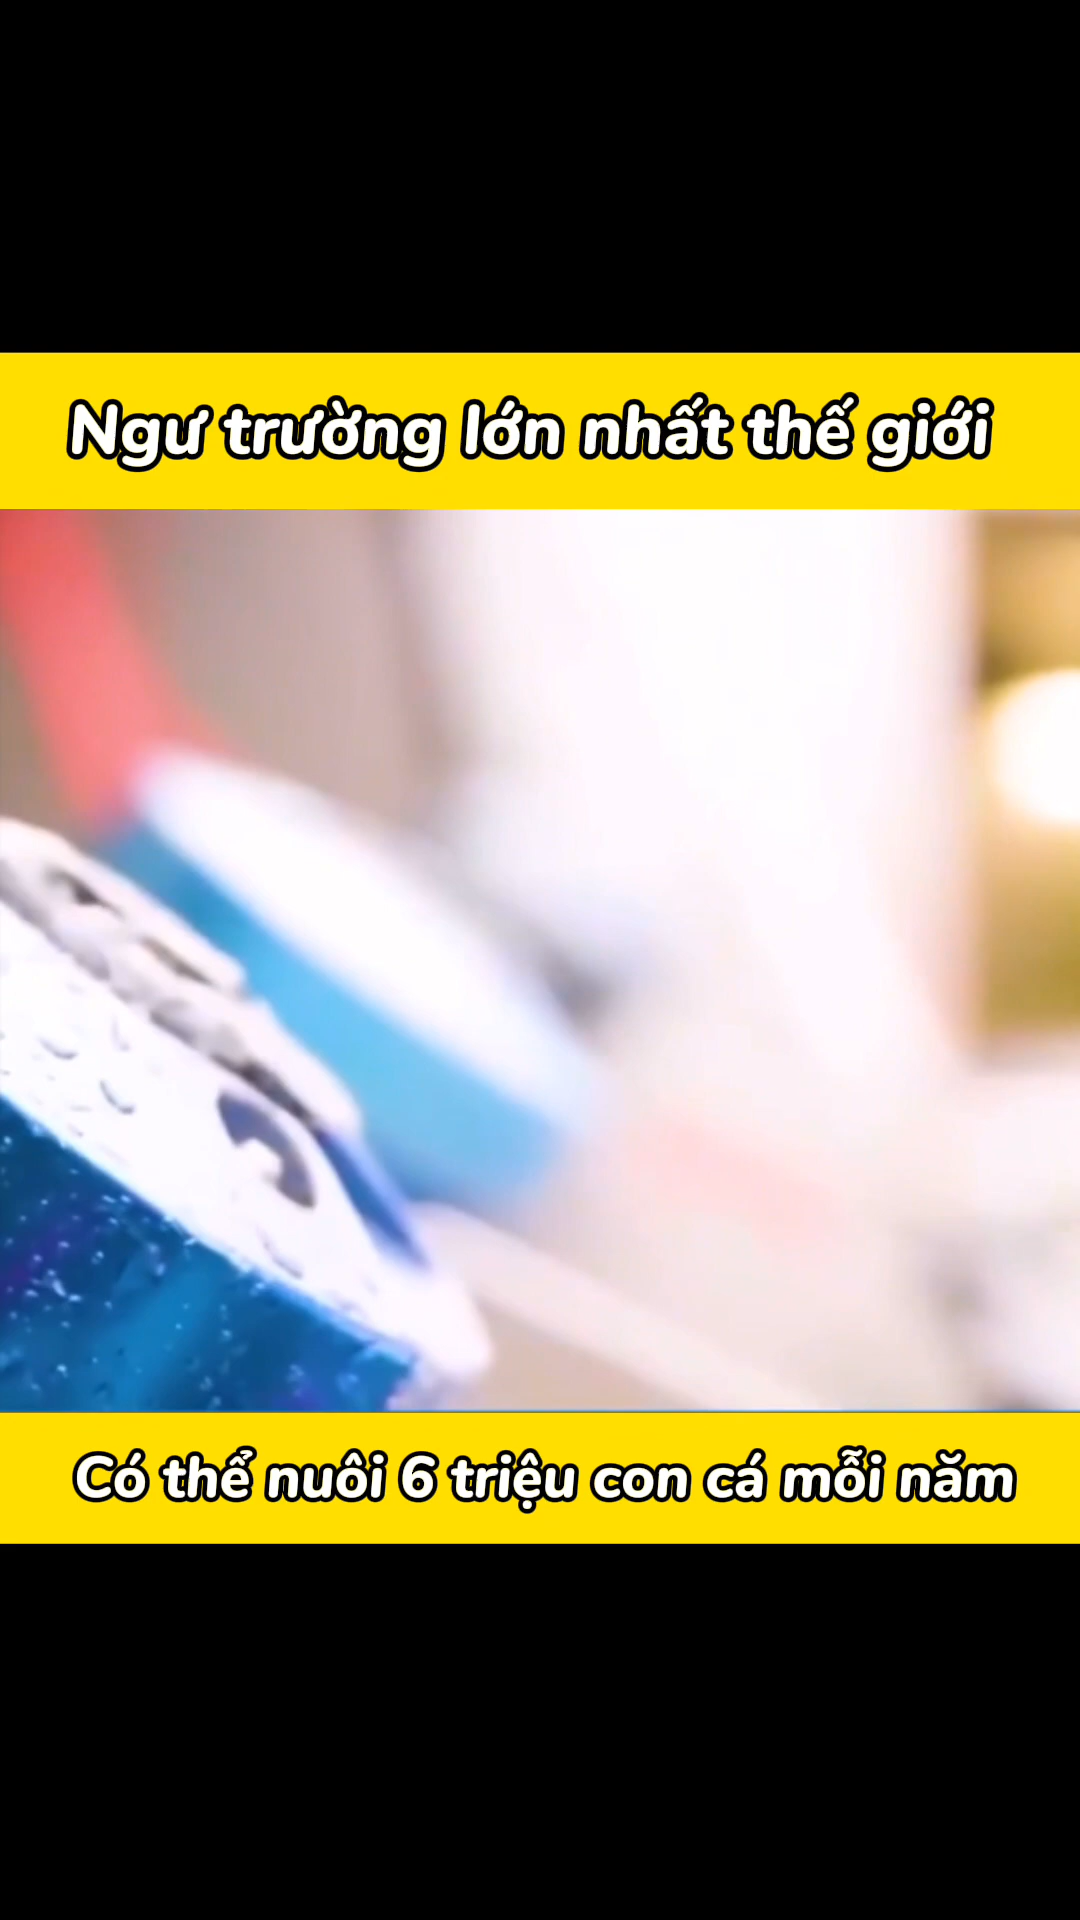 Ngư trường lớn nhất thế giới
Có thể nuôi 6 triệu con cá mỗi năm